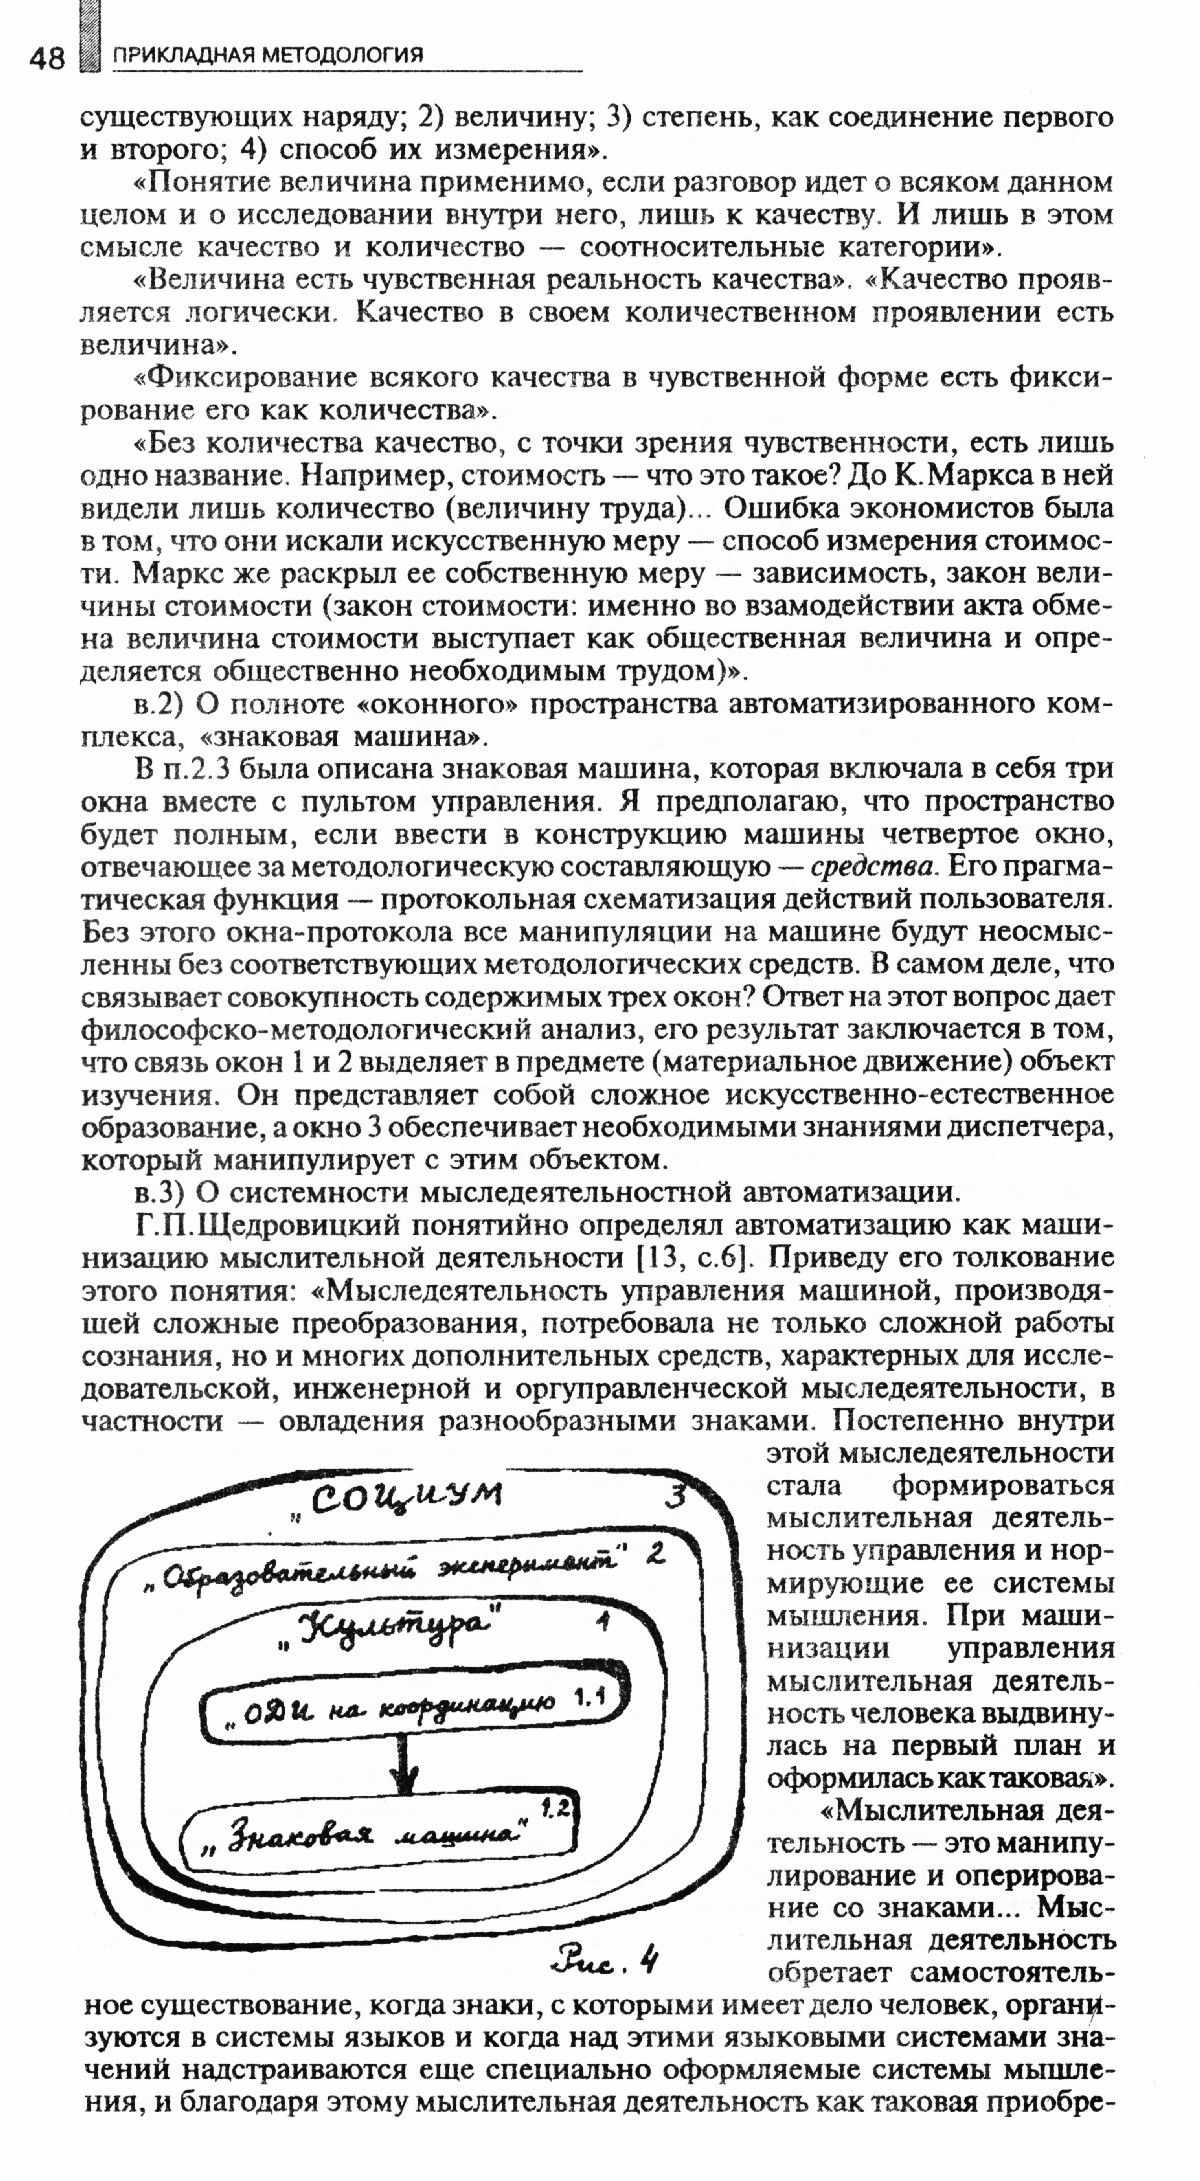 48 ПРИКЛАДНАЯ МЕТОДОЛОГИЯ
существующих наряду; 2) величину; 3) степень, как соединение первого
и второго; 4) способ их измерения».
«Понятие величина применимо, если разговор идет о всяком данном
целом и о исследовании внутри него, лишь к качеству. И лишь в этом
смысле качество и количество — соотносительные категории».
«Величина есть чувственная реальность качества». «Качество прояв-
ляется логически. Качество в своем количественном проявлении есть
величина».
«Фиксирование всякого качества в чувственной форме есть фикси-
рование его как количества».
«Без количества качество, с точки зрения чувственности, есть лишь
одно название. Например, стоимость — что это такое? До К.Маркса в ней
видели лишь количество (величину труда)... Ошибка экономистов была
в том, что они искали искусственную меру — способ измерения стоимос-
ти. Маркс же раскрыл ее собственную меру — зависимость, закон вели-
чины стоимости (закон стоимости: именно во взамодействии акта обме-
на величина стоимости выступает как общественная величина и опре-
деляется общественно необходимым трудом)».
в.2) О полноте «оконного» пространства автоматизированного ком-
плекса, «знаковая машина».
В п.2.3 была описана знаковая машина, которая включала в себя три
окна вместе с пультом управления. Я предполагаю, что пространство
будет полным, если ввести в конструкцию машины четвертое окно,
отвечающее за методологическую составляющую — средства. Его прагма-
тическая функция — протокольная схематизация действий пользователя.
Без этого окна-протокола все манипуляции на машине будут неосмыс-
ленны без соответствующих методологических средств. В самом деле, что
связывает совокупность содержимых трех окон? Ответ на этот вопрос дает
философско-методологический анализ, его результат заключается в том,
что связь окон 1 и 2 выделяет в предмете (материальное движение) объект
изучения. Он представляет собой сложное искусственно-естественное
образование, а окно 3 обеспечивает необходимыми знаниями диспетчера,
который манипулирует с этим объектом.
в.3) О системности мыследеятельностной автоматизации.
Г.П.Щедровицкий понятийно определял автоматизацию как маши-
низацию мыслительной деятельности [13, с.6]. Приведу его толкование
этого понятия: «Мыследеятельность управления машиной, производя-
шей сложные преобразования, потребовала не только сложной работы
сознания, но и многих дополнительных средств, характерных для иссле-
довательской, инженерной и оргуправленческой мыследеятельности, в
частности — овладения разнообразными знаками. Постепенно внутри
этой мыследеятельности
стала формироваться
мыслительная деятель-
ность управления и нор-
мирующие ее системы
мышления. При маши-
низации управления
мыслительная деятель-
ность человека выдвину-
лась на первый план и
оформилась как таковая».
«Мыслительная дея-
тельность — это манипу-
лирование и оперирова-
ние со знаками... Мыс-
лительная деятельность
обретает самостоятель-
„СОЦИУМ 3
„Образовательный эксперимент" 2
„Культура" 1
„ОДИ на координацию 1.1
„Знаковая машина" 1.2
Рис. 4
ное существование, когда знаки, с которыми имеет дело человек, органи-
зуются в системы языков и когда над этими языковыми системами зна-
чений надстраиваются еще специально оформляемые системы мышле-
ния, и благодаря этому мыслительная деятельность как таковая приобре-